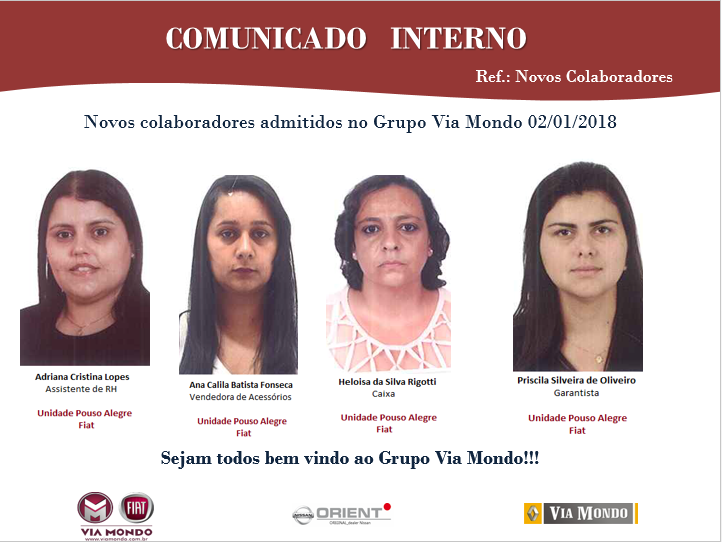 COMUNICADO INTERNO
Ref.: Novos Colaboradores
Novos colaboradores admitidos no Grupo Via Mondo 02/01/2018
Adriana Cristina Lopes
Assistente de RH
Unidade Pouso Alegre
Fiat
Ana Calila Batista Fonseca
Vendedora de Acessórios
Unidade Pouso Alegre
Fiat
Heloisa da Silva Rigotti
Caixa
Unidade Pouso Alegre
Fiat
Priscila Silveira de Oliveiro
Garantista
Unidade Pouso Alegre
Fiat
Sejam todos bem vindo ao Grupo Via Mondo!!!
FIAT
VIA MONDO
www.viamondo.com.br
NISSAN
ORIENT
ORIGINAL, dealer Nissan
VIA MONDO